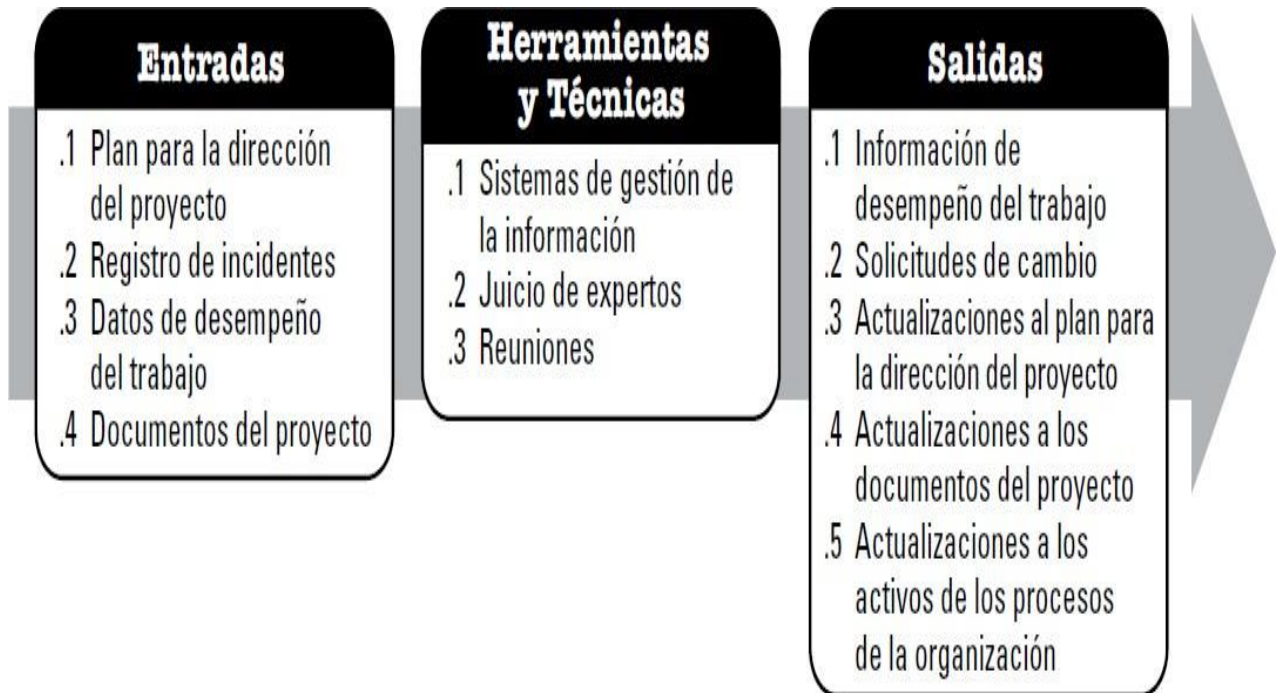 Entradas
.1 Plan para la dirección
del proyecto
.2 Registro de incidentes
.3 Datos de desempeño
del trabajo
.4 Documentos del proyecto
Herramientas
y Técnicas
.1 Sistemas de gestión de
la información
.2 Juicio de expertos
.3 Reuniones
Salidas
.1 Información de
desempeño del trabajo
.2 Solicitudes de cambio
.3 Actualizaciones al plan para
la dirección del proyecto
.4 Actualizaciones a los
documentos del proyecto
.5 Actualizaciones a los
activos de los procesos
de la organización